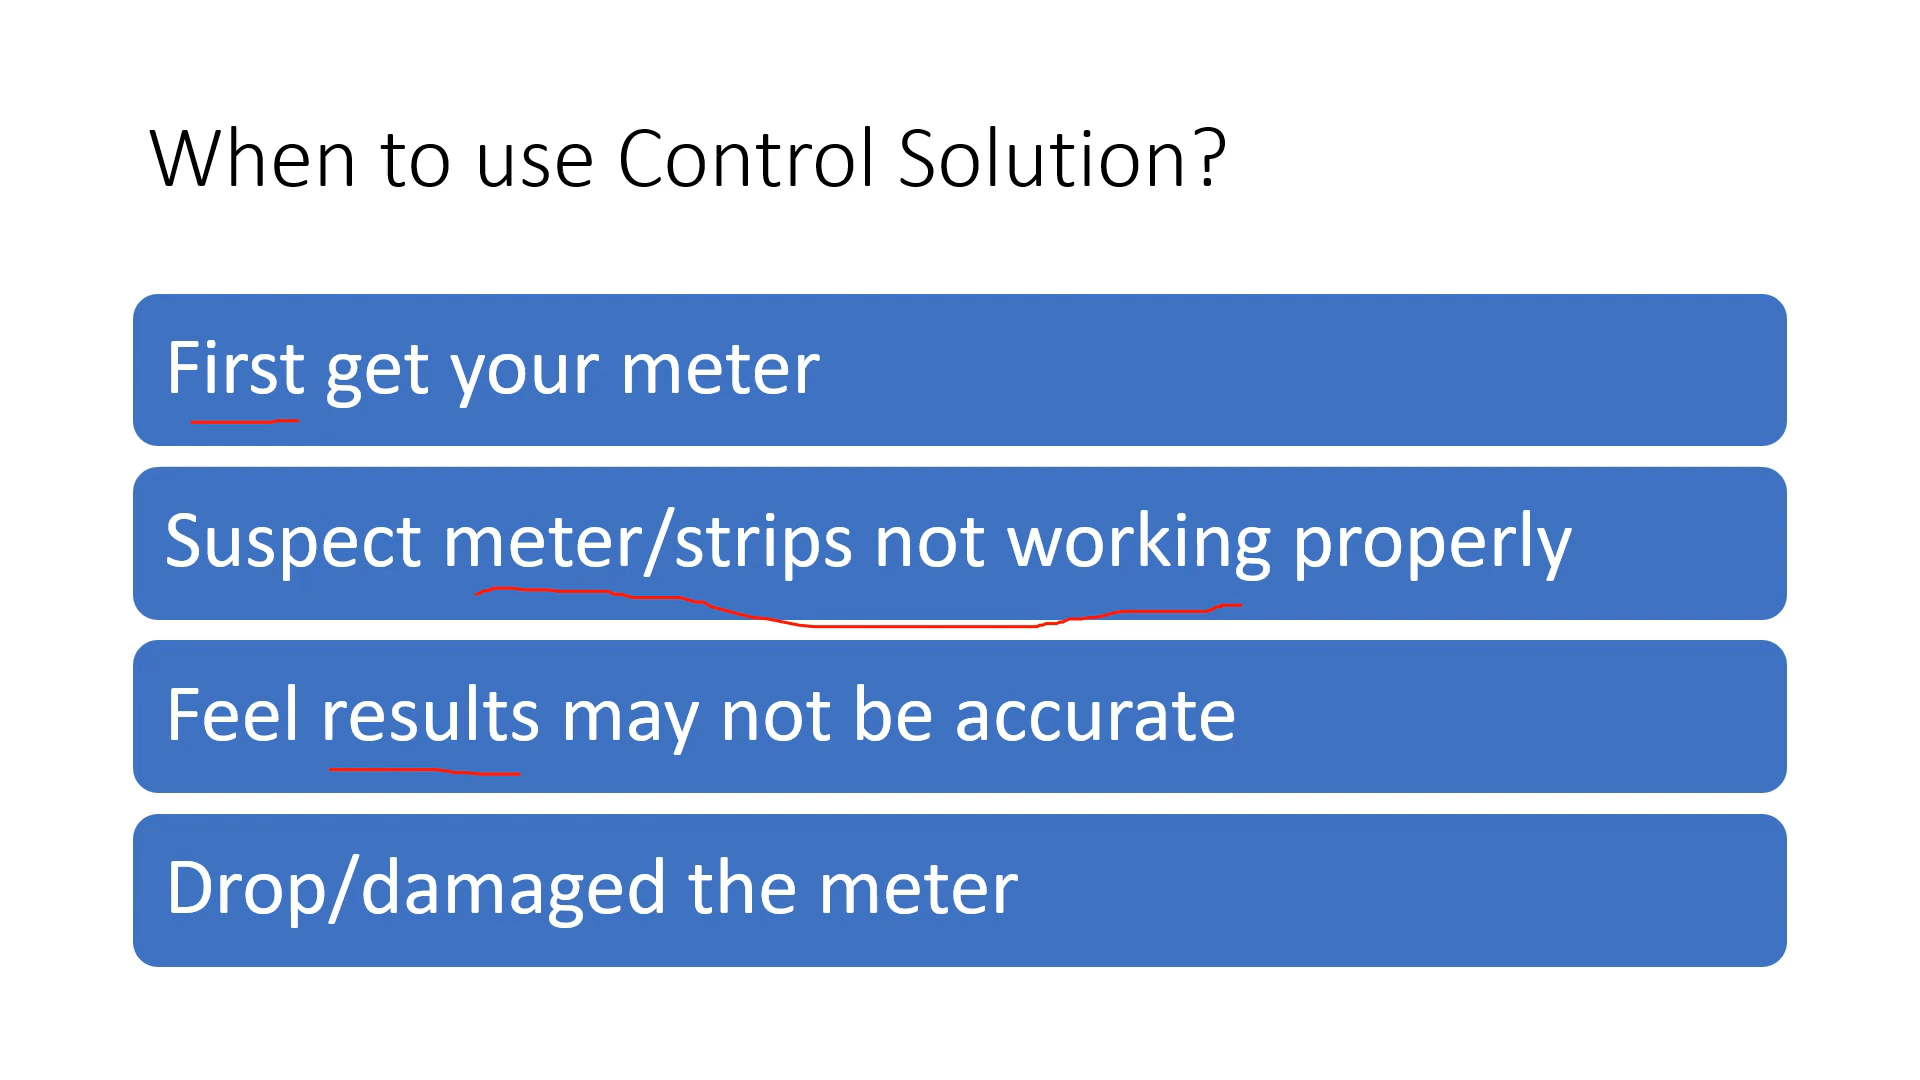 When to use Control Solution?
First get your meter
Suspect meter/strips not working properly
Feel results may not be accurate
Drop/damaged the meter